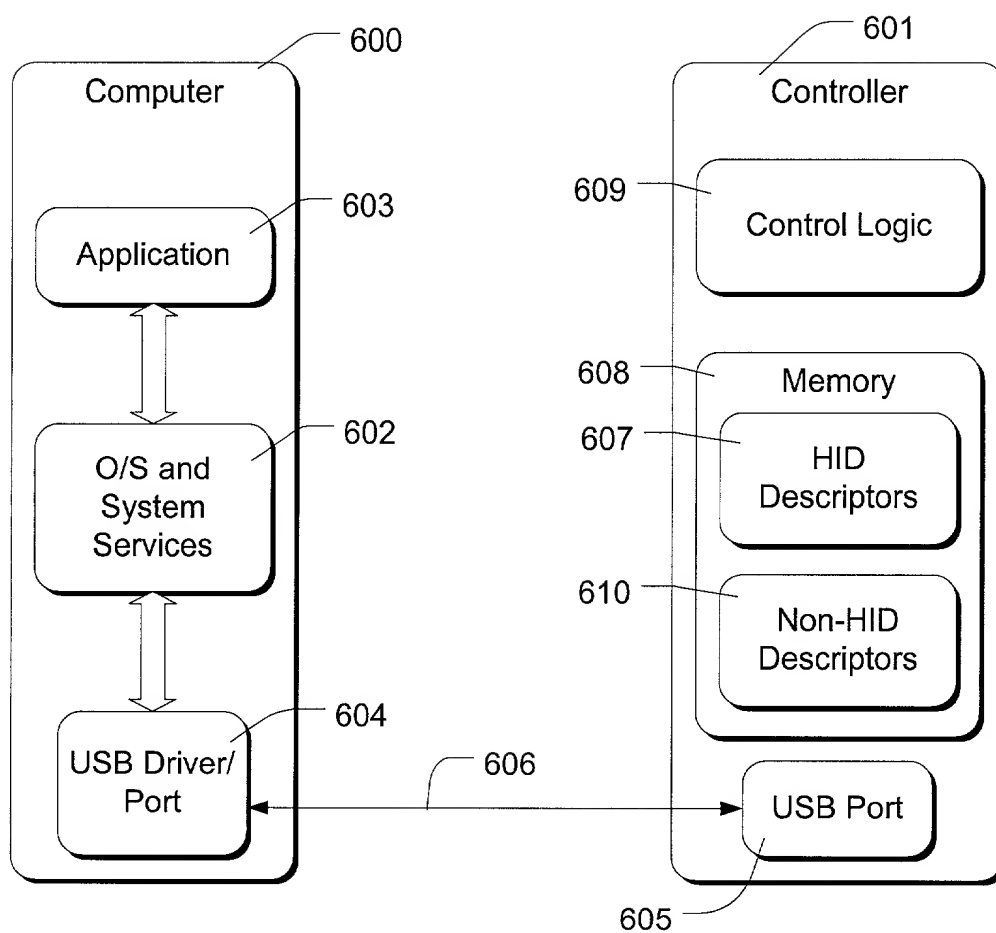 600
Computer
603
Application
602
O/S and
System
Services
604
USB Driver/
Port
606
601
Controller
609
Control Logic
608
Memory
607
HID
Descriptors
610
Non-HID
Descriptors
USB Port
605